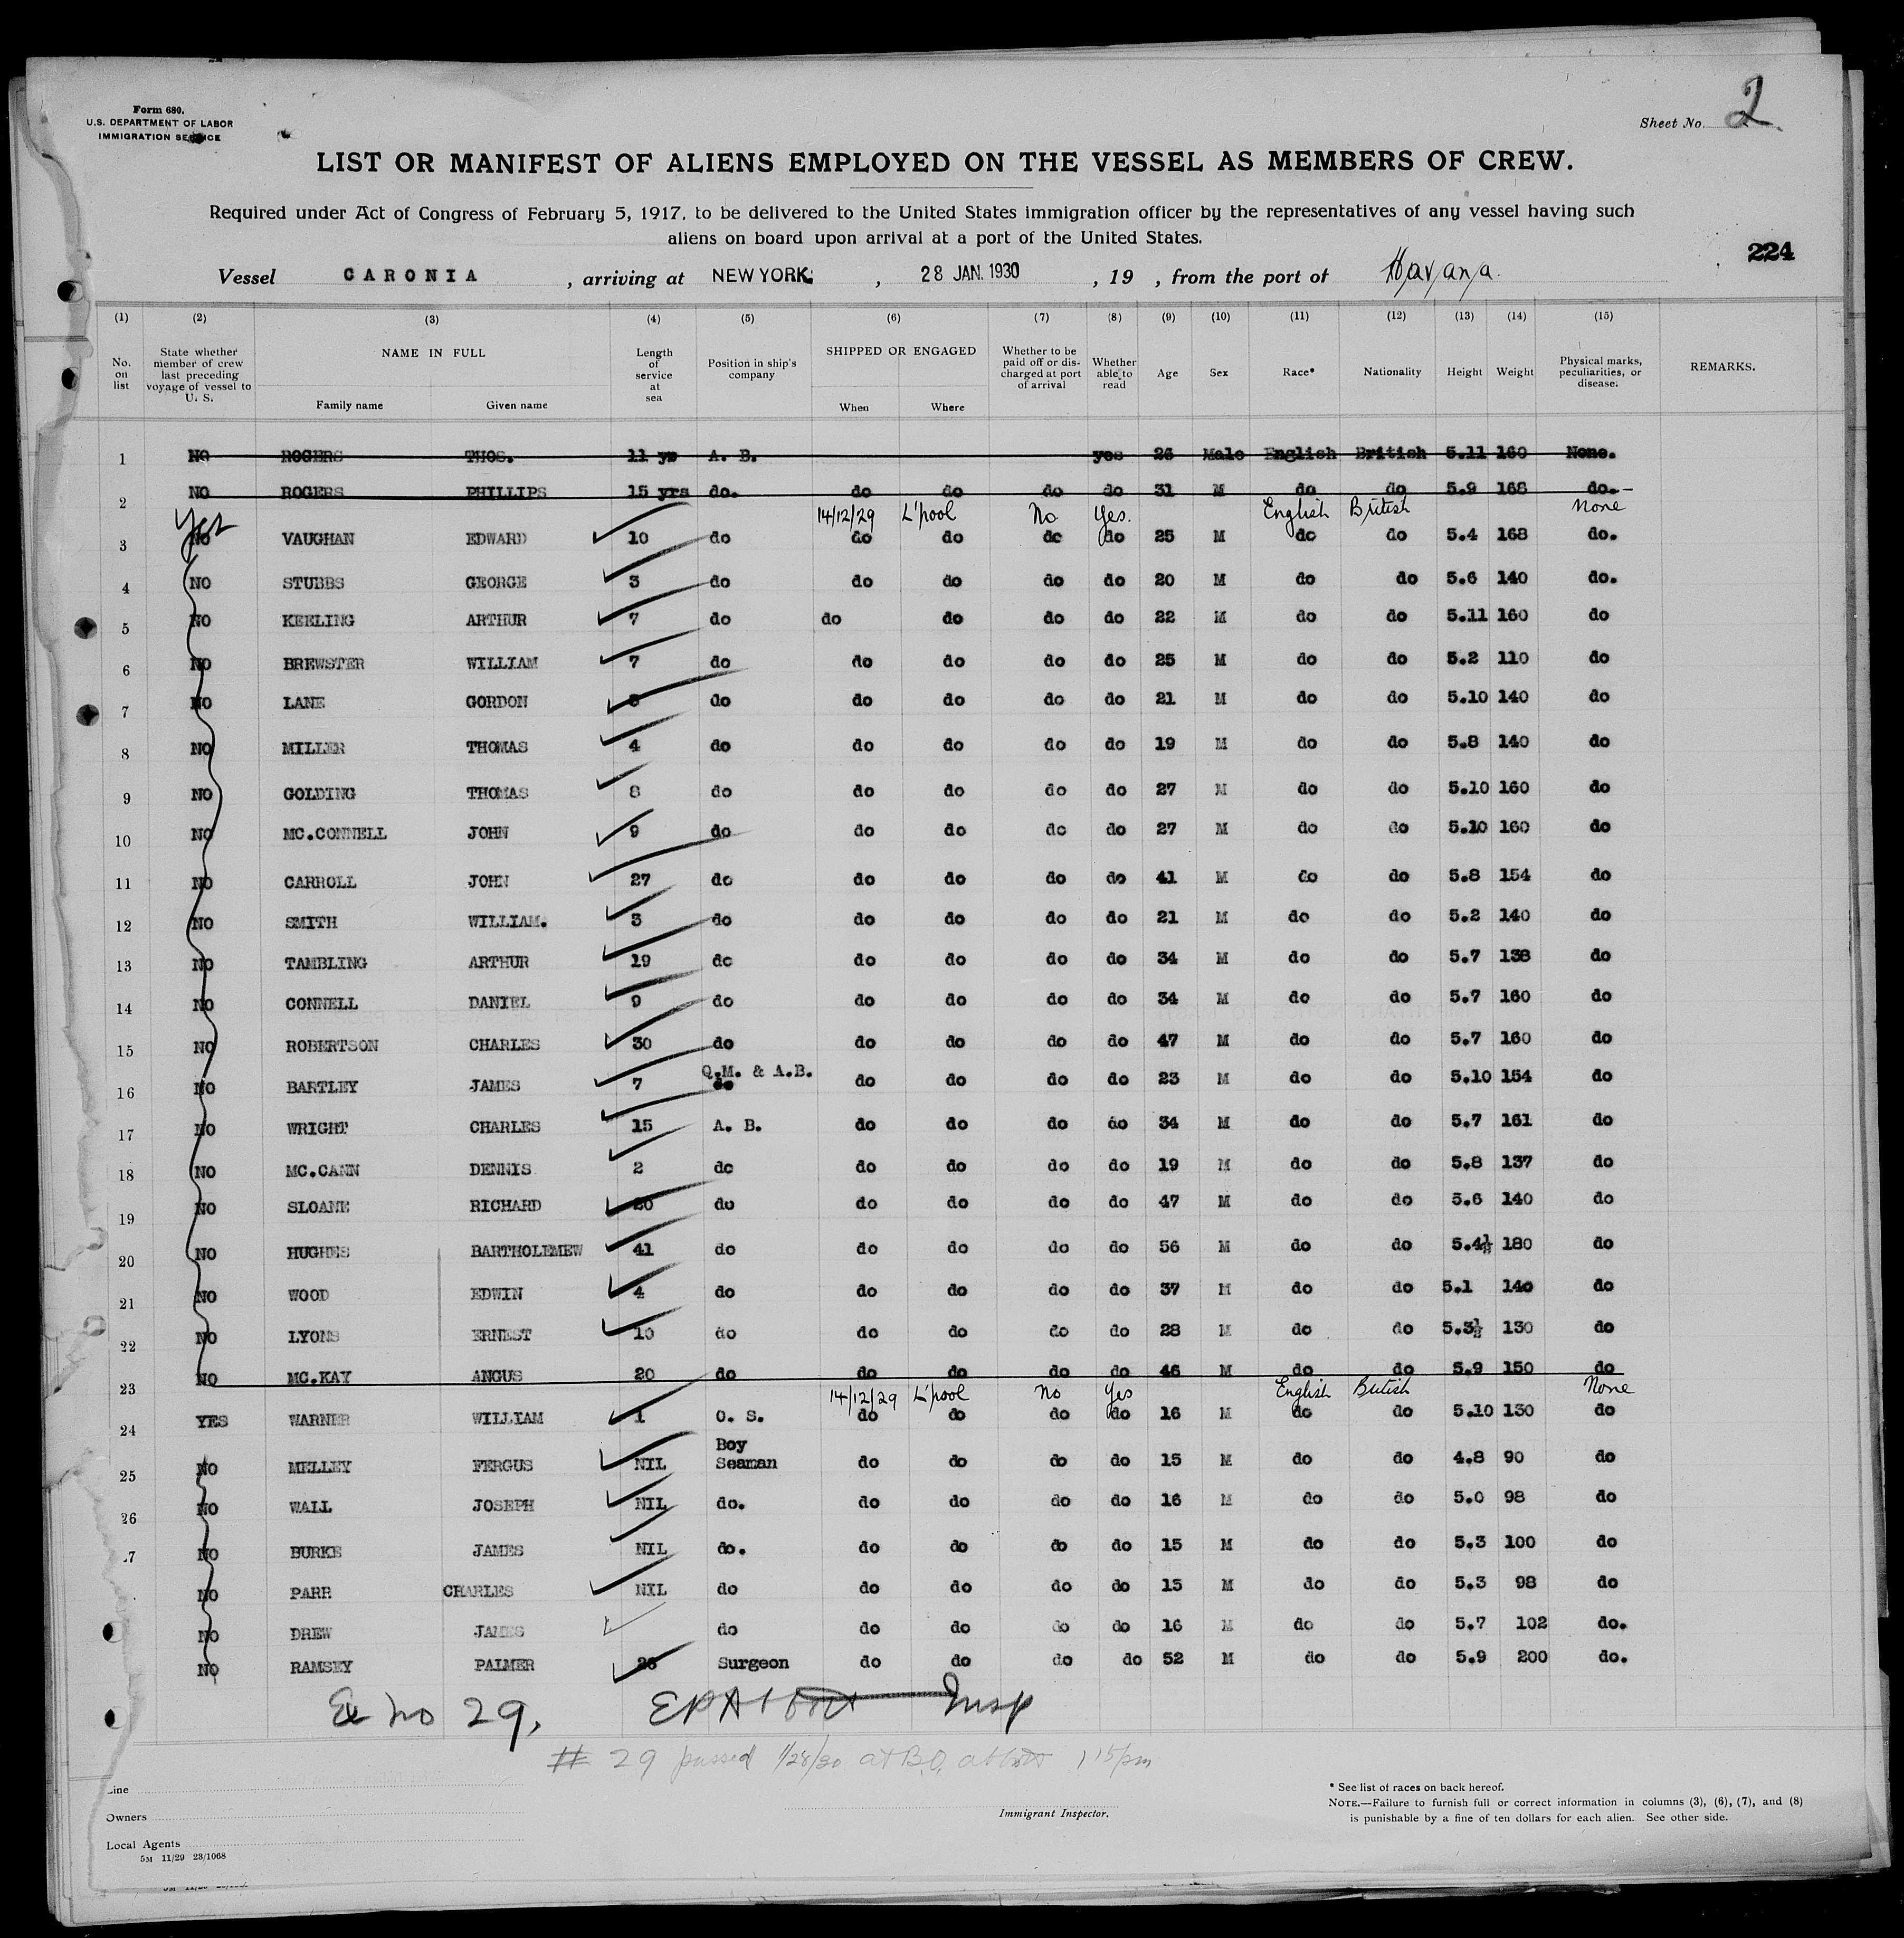 Form 680.
U.S. DEPARTMENT OF LABOR
IMMIGRATION SERVICE
Sheet No. 2
LIST OR MANIFEST OF ALIENS EMPLOYED ON THE VESSEL AS MEMBERS OF CREW.
Required under Act of Congress of February 5, 1917, to be delivered to the United States immigration officer by the representatives of any vessel having such
aliens on board upon arrival at a port of the United States.
224
Vessel CARONIA , arriving at NEW YORK , 28 JAN. 1930 , 19 , from the port of Havana.
(1) (2) (3) (4) (5) (6) (7) (8) (9) (10) (11) (12) (13) (14) (15)
No. on list State whether member of crew last preceding voyage of vessel to U. S. NAME IN FULL Family name Given name Length of service at sea Position in ship's company SHIPPED OR ENGAGED When Where Whether to be paid off or discharged at port of arrival Whether able to read Age Sex Race* Nationality Height Weight Physical marks, peculiarities, or disease. REMARKS.
1 NO ROGERS THOS. 11 ys A. B. yes 26 Male English British 5.11 160 None.
2 NO ROGERS PHILLIPS 15 yrs do. do do do do 31 M do do 5.9 168 do.-
Yes 14/12/29 L'pool No Yes. English British None
3 NO VAUGHAN EDWARD 10 do do do do do 25 M do do 5.4 168 do.
4 NO STUBBS GEORGE 3 do do do do do 20 M do do 5.6 140 do.
5 NO KEELING ARTHUR 7 do do do do do 22 M do do 5.11 160 do
6 NO BREWSTER WILLIAM 7 do do do do do 25 M do do 5.2 110 do
7 NO LANE GORDON do do do do do 21 M do do 5.10 140 do
8 NO MILLER THOMAS 4 do do do do do 19 M do do 5.8 140 do
9 NO GOLDING THOMAS 8 do do do do do 27 M do do 5.10 160 do
10 NO MC.CONNELL JOHN 9 do do do do do 27 M do do 5.10 160 do
11 NO CARROLL JOHN 27 do do do do do 41 M do do 5.8 154 do
12 NO SMITH WILLIAM. 3 do do do do do 21 M do do 5.2 140 do
13 NO TAMBLING ARTHUR 19 do do do do do 34 M do do 5.7 138 do
14 NO CONNELL DANIEL 9 do do do do do 34 M do do 5.7 160 do
15 NO ROBERTSON CHARLES 30 do do do do do 47 M do do 5.7 160 do
Q.M. & A.B.
16 NO BARTLEY JAMES 7 do do do do do 23 M do do 5.10 154 do
17 NO WRIGHT CHARLES 15 A. B. do do do do 34 M do do 5.7 161 do
18 NO MC.CANN DENNIS 2 do do do do do 19 M do do 5.8 137 do
19 NO SLOANE RICHARD do do do do do 47 M do do 5.6 140 do
20 NO HUGHES BARTHOLEMEW 41 do do do do do 56 M do do 5.4½ 180 do
21 NO WOOD EDWIN 4 do do do do do 37 M do do 5.1 140 do
22 NO LYONS ERNEST 10 do do do do do 28 M do do 5.3½ 130 do
23 NO MC.KAY ANGUS 20 do do do do do 46 M do do 5.9 150 do
14/12/29 L'pool No Yes English British None
24 YES WARNER WILLIAM 1 O. S. do do do do 16 M do do 5.10 130 do
Boy
25 NO MELLEY FERGUS NIL Seaman do do do do 15 M do do 4.8 90 do
26 NO WALL JOSEPH NIL do. do do do do 16 M do do 5.0 98 do
.7 NO BURKE JAMES NIL do. do do do do 15 M do do 5.3 100 do
NO PARR CHARLES NIL do do do do do 15 M do do 5.3 98 do
NO DREW JAMES do do do do do 16 M do do 5.7 102 do.
NO RAMSEY PALMER Surgeon do do do do 52 M do do 5.9 200 do.
Ex no 29, Insp
# 29 passed 1/28/30 at B.O. 1 15 pm
Line
Owners
Local Agents
5M 11/29 23/1068
Immigrant Inspector.
* See list of races on back hereof.
NOTE.—Failure to furnish full or correct information in columns (3), (6), (7), and (8)
is punishable by a fine of ten dollars for each alien. See other side.